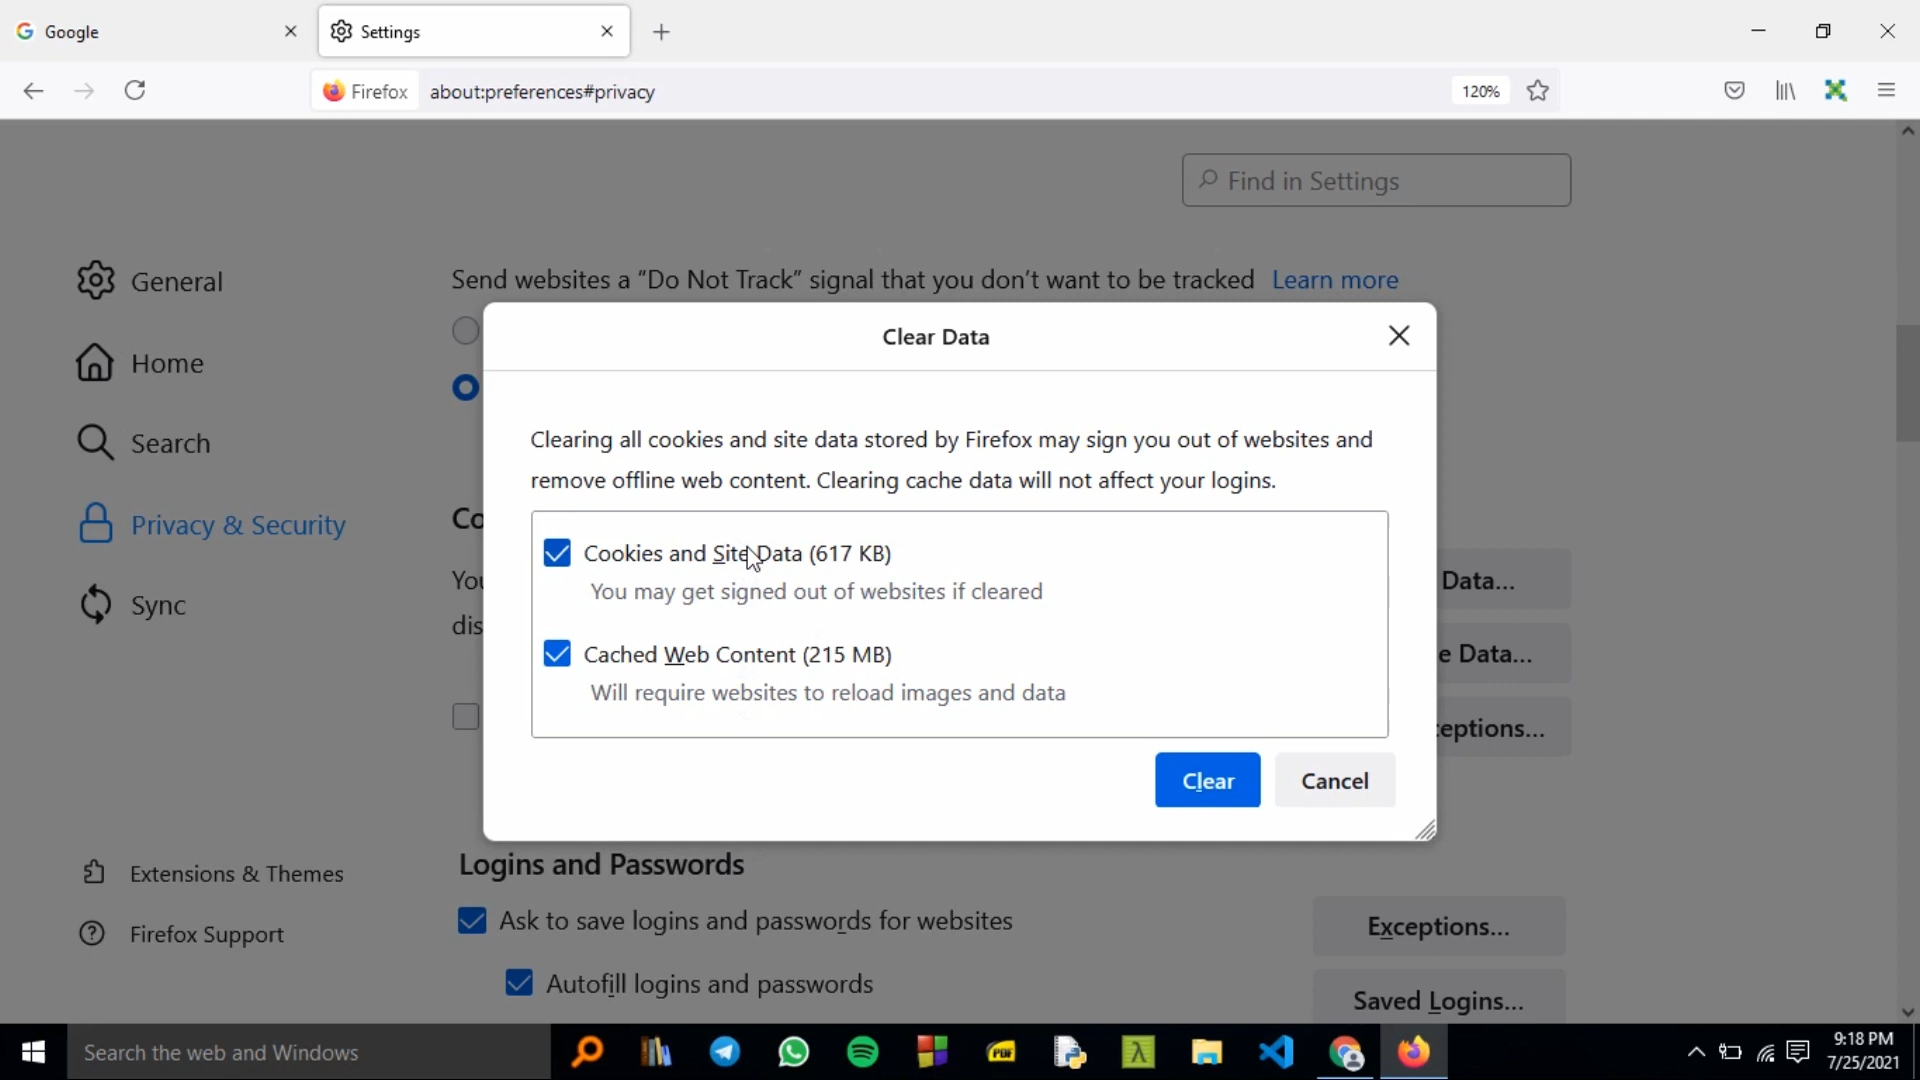 Google
Settings
Firefox
about:preferences#privacy
120%
Find in Settings
General
Home
Search
Privacy & Security
Sync
Extensions & Themes
Firefox Support
Send websites a “Do Not Track” signal that you don’t want to be tracked Learn more
Co
You
dis
Clear Data
Clearing all cookies and site data stored by Firefox may sign you out of websites and
remove offline web content. Clearing cache data will not affect your logins.
Cookies and Site Data (617 KB)
You may get signed out of websites if cleared
Cached Web Content (215 MB)
Will require websites to reload images and data
Clear
Cancel
Data...
e Data...
ceptions...
Logins and Passwords
Ask to save logins and passwords for websites
Exceptions...
Autofill logins and passwords
Saved Logins...
Search the web and Windows
PDF
9:18 PM
7/25/2021